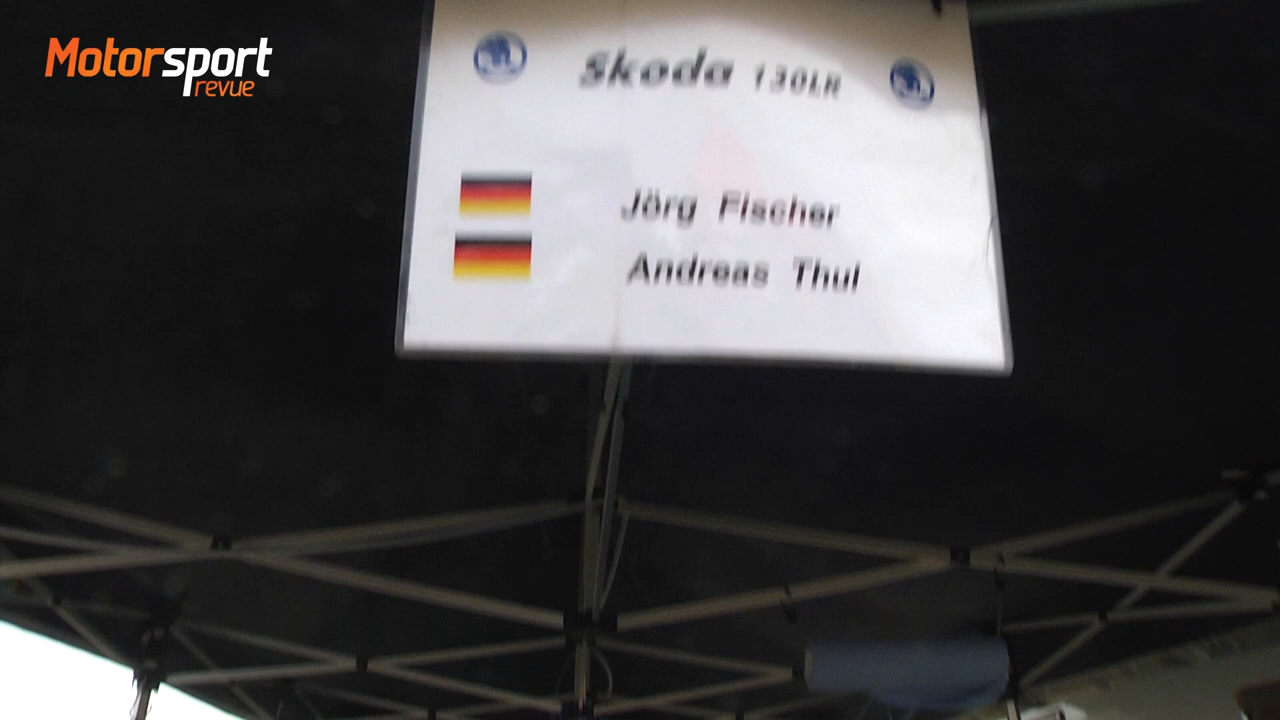 Motorsport
revue
Skoda 130LR
Jörg Fischer
Andreas Thul